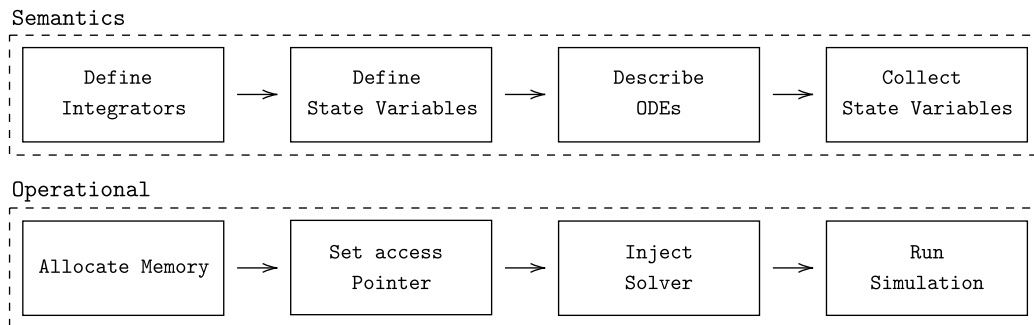 Semantics
Define
Integrators
Define
State Variables
Describe
ODEs
Collect
State Variables
Operational
Allocate Memory
Set access
Pointer
Inject
Solver
Run
Simulation